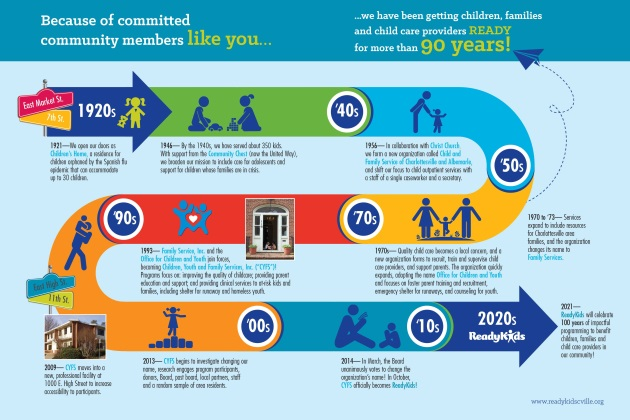 Because of committed
community members like you...
...we have been getting children, families
and child care providers READY
for more than 90 years!
East Market St.
7th St.
1920s
'40s
1921—We open our doors as
Children's Home, a residence for
children orphaned by the Spanish flu
epidemic that can accommodate
up to 30 children.
1946— By the 1940s, we have served about 350 kids.
With support from the Community Chest (now the United Way),
we broaden our mission to include care for adolescents and
support for children whose families are in crisis.
1956— In collaboration with Christ Church,
we form a new organization called Child and
Family Service of Charlottesville and Albemarle,
and shift our focus to child outpatient services with
a staff of a single caseworker and a secretary.
'50s
'90s
'70s
1970 to '73— Services
expand to include resources
for Charlottesville area
families, and the organization
changes its name to
Family Services.
1993— Family Service, Inc. and the
Office for Children and Youth join forces,
becoming Children, Youth and Family Services, Inc. ("CYFS")!
Programs focus on: improving the quality of childcare; providing parent
education and support; and providing clinical services to at-risk kids and
families, including shelter for runaway and homeless youth.
1970s— Quality child care becomes a local concern, and a
new organization forms to recruit, train and supervise child
care providers, and support parents. The organization quickly
expands, adopting the name Office for Children and Youth
and focuses on foster parent training and recruitment,
emergency shelter for runaways, and counseling for youth.
East High St.
11th St.
'00s
'10s
2020s
ReadyKids
2009— CYFS moves into a
new, professional facility at
1000 E. High Street to increase
accessibility to participants.
2013— CYFS begins to investigate changing our
name, research engages program participants,
donors, Board, past board, local partners, staff
and a random sample of area residents.
2014— In March, the Board
unanimously votes to change the
organization's name! In October,
CYFS officially becomes ReadyKids!
2021—
ReadyKids will celebrate
100 years of impactful
programming to benefit
children, families and
child care providers in
our community!
www.readykidscville.org